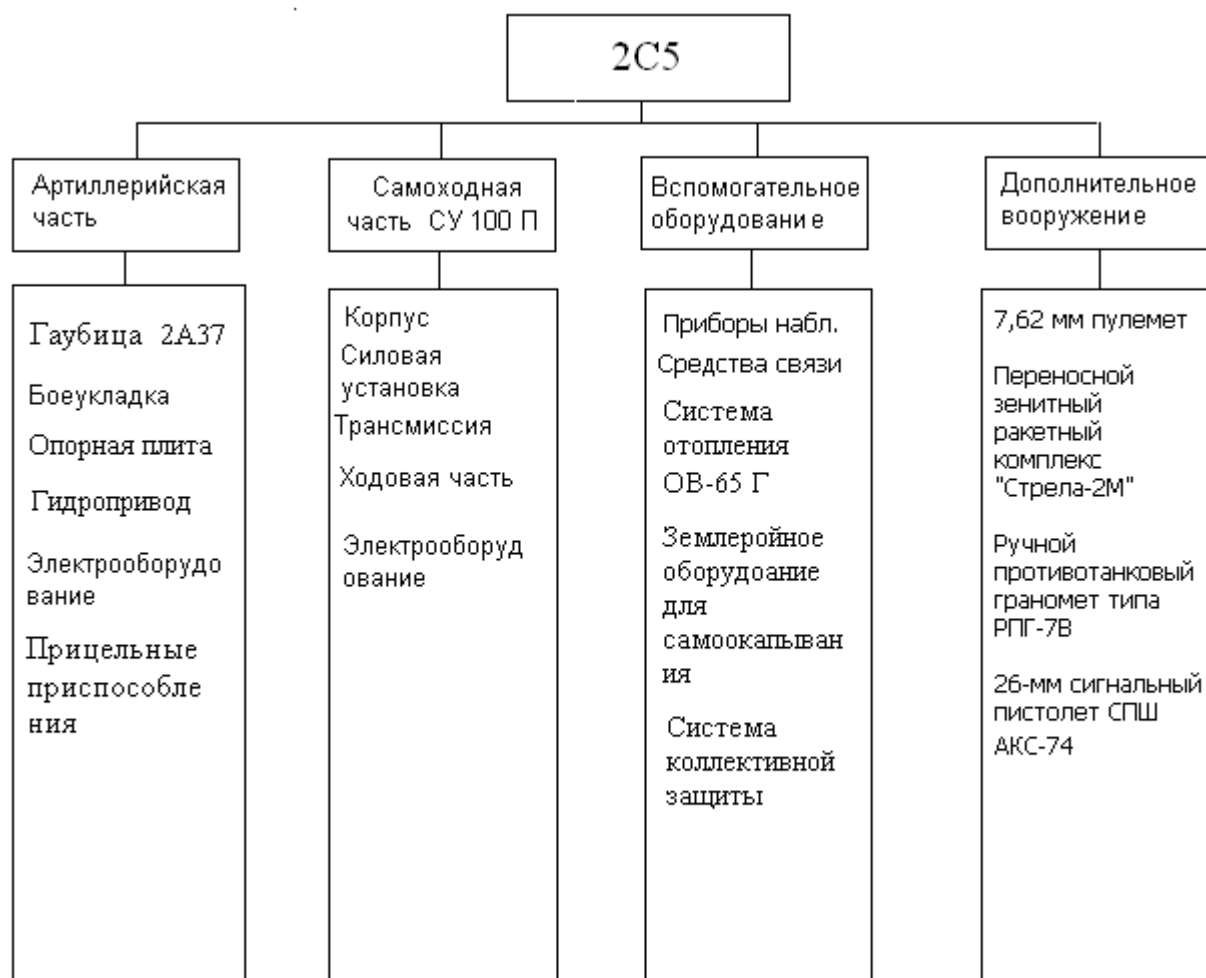 2С5
Артиллерийская
часть
Самоходная
часть СУ 100 П
Вспомогательное
оборудование
Дополнительное
вооружение
Гаубица 2А37
Боеукладка
Опорная плита
Гидропривод
Электрооборудо
вание
Прицельные
приспособле
ния
Корпус
Силовая
установка
Трансмиссия
Ходовая часть
Электрооборуд
ование
Приборы набл.
Средства связи
Система
отопления
ОВ-65 Г
Землеройное
оборудоание
для
самоокапыван
ия
Система
коллективной
защиты
7,62 мм пулемет
Переносной
зенитный
ракетный
комплекс
"Стрела-2М"
Ручной
противотанковый
граномет типа
РПГ-7В
26-мм сигнальный
пистолет СПШ
АКС-74